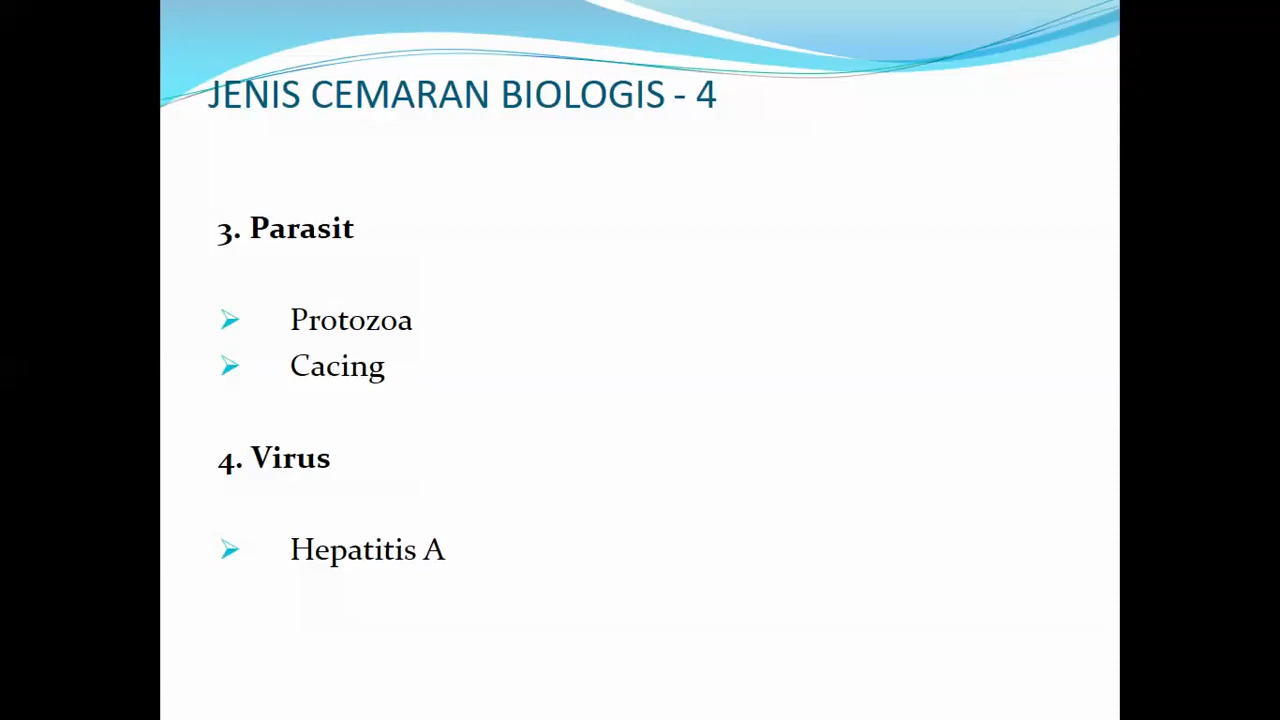 JENIS CEMARAN BIOLOGIS - 4
3. Parasit
Protozoa
Cacing
4. Virus
Hepatitis A